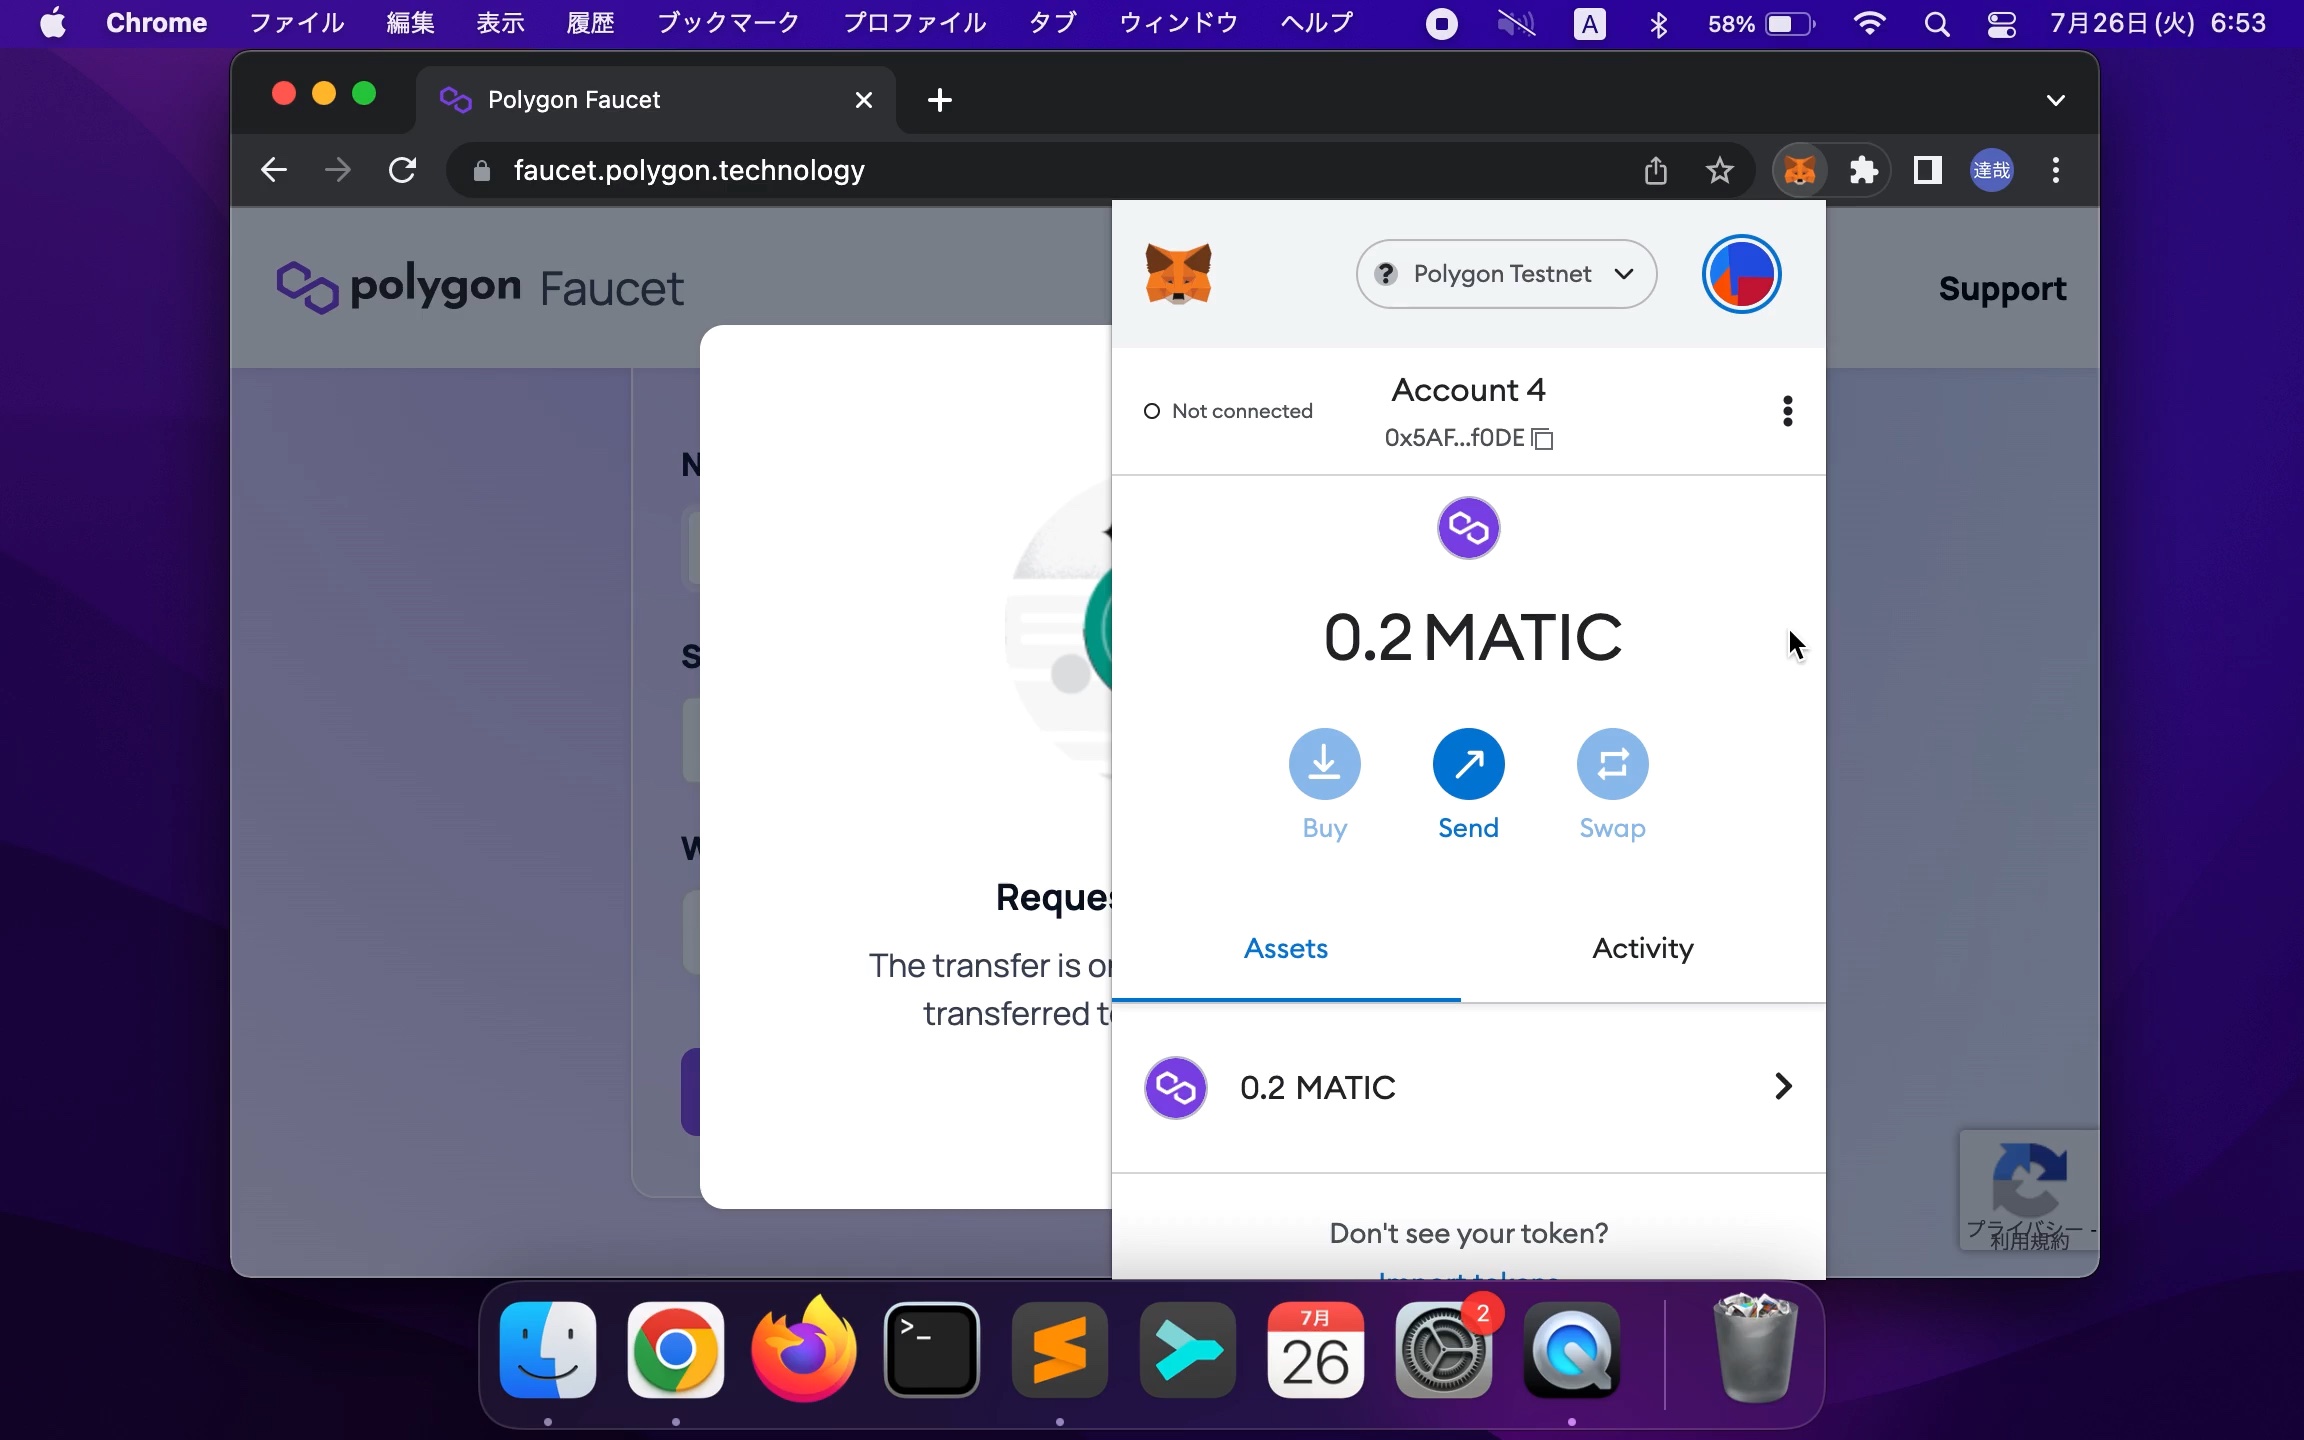 Chrome ファイル 編集 表示 履歴 ブックマーク プロファイル タブ ウィンドウ ヘルプ A 58% 7月26日(火) 6:53
Polygon Faucet
faucet.polygon.technology
達哉
polygon Faucet
Support
Polygon Testnet
Not connected
Account 4
0x5AF...f0DE
0.2 MATIC
Buy
Send
Swap
Assets
Activity
0.2 MATIC
Don't see your token?
Import tokens
N
S
W
Reques
The transfer is o
transferred t
プライバシー -
利用規約
>_
7月
26
2